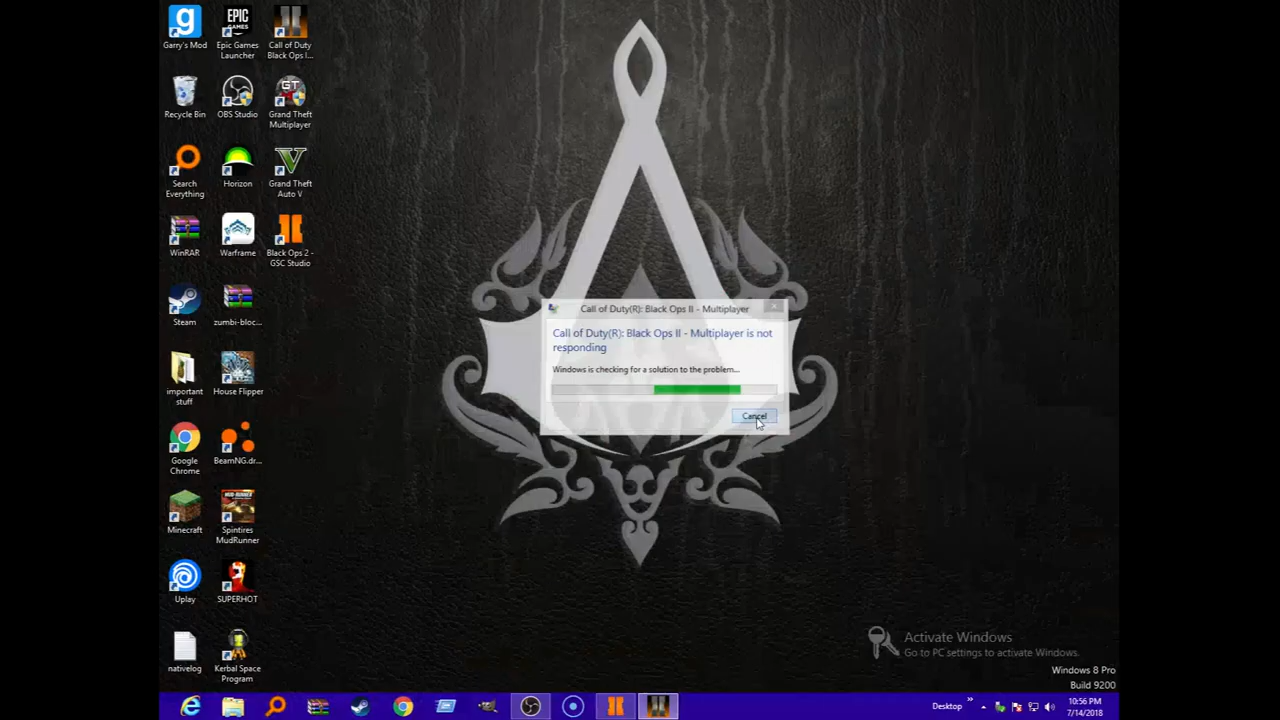 Garry's Mod
Epic Games
Launcher
Call of Duty
Black Ops I...
Recycle Bin
OBS Studio
Grand Theft
Multiplayer
Search
Everything
Horizon
Grand Theft
Auto V
WinRAR
Warframe
Black Ops 2 -
GSC Studio
Steam
zumbi-bloc...
important
stuff
House Flipper
Google
Chrome
BeamNG.dr...
Minecraft
Spintires
MudRunner
Uplay
SUPERHOT
nativelog
Kerbal Space
Program
EPIC
GAMES
GT
Call of Duty(R): Black Ops II - Multiplayer
Call of Duty(R): Black Ops II - Multiplayer is not
responding
Windows is checking for a solution to the problem...
Cancel
Activate Windows
Go to PC settings to activate Windows.
Windows 8 Pro
Build 9200
Desktop
10:56 PM
7/14/2018